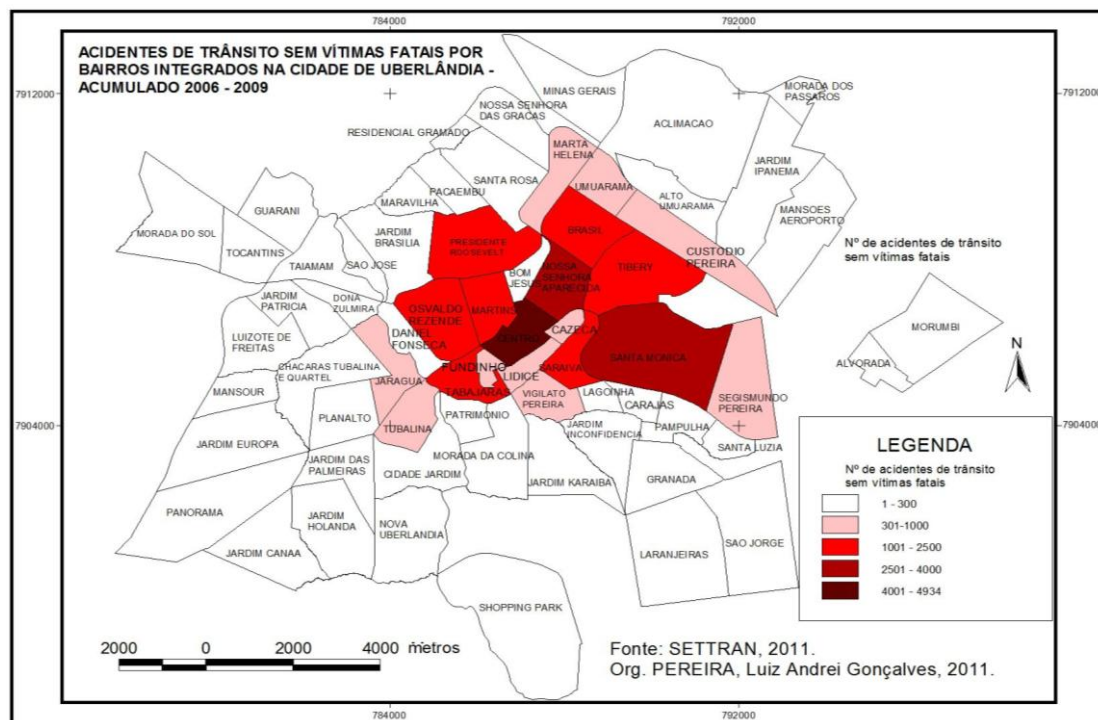 784000
792000
ACIDENTES DE TRÂNSITO SEM VÍTIMAS FATAIS POR
BAIRROS INTEGRADOS NA CIDADE DE UBERLÂNDIA -
ACUMULADO 2006 - 2009
7912000
7912000
MINAS GERAIS
MORADA DOS
PASSAROS
NOSSA SENHORA
DAS GRACAS
ACLIMACAO
RESIDENCIAL GRAMADO
MARTA
HELENA
JARDIM
IPANEMA
SANTA ROSA
UMUARAMA
PACAEMBU
MARAVILHA
ALTO
UMUARAMA
MANSOES
AEROPORTO
GUARANI
MORADA DO SOL
JARDIM
BRASILIA
BRASIL
PRESIDENTE
ROOSEVELT
CUSTODIO
PEREIRA
TOCANTINS
TAIAMAM
SAO JOSE
BOM
JESUS
NOSSA
SENHORA
APARECIDA
TIBERY
Nº de acidentes de trânsito
sem vítimas fatais
JARDIM
PATRICIA
DONA
ZULMIRA
OSVALDO
REZENDE
MARTINS
DANIEL
FONSECA
CENTRO
CAZECA
MORUMBI
LUIZOTE DE
FREITAS
ALVORADA
N
CHACARAS TUBALINA
E QUARTEL
FUNDINHO
LIDICE
SARAIVA
SANTA MONICA
JARAGUA
TABAJARAS
VIGILATO
PEREIRA
LAGOINHA
CARAJAS
SEGISMUNDO
PEREIRA
MANSOUR
PLANALTO
TUBALINA
PATRIMONIO
JARDIM
INCONFIDENCIA
PAMPULHA
7904000
7904000
JARDIM EUROPA
JARDIM DAS
PALMEIRAS
CIDADE JARDIM
MORADA DA COLINA
SANTA LUZIA
JARDIM KARAIBA
GRANADA
PANORAMA
JARDIM
HOLANDA
NOVA
UBERLANDIA
JARDIM CANAA
LARANJEIRAS
SAO JORGE
SHOPPING PARK
LEGENDA
Nº de acidentes de trânsito
sem vítimas fatais
1 - 300
301-1000
1001 - 2500
2501 - 4000
4001 - 4934
2000 0 2000 4000 metros
Fonte: SETTRAN, 2011.
Org. PEREIRA, Luiz Andrei Gonçalves, 2011.
784000
792000